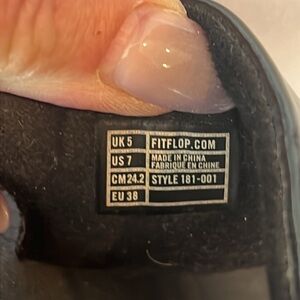 UK 5 FITFLOP.COM
US 7 MADE IN CHINA
FABRIQUE EN CHINE
CM 24.2 STYLE 181-001
EU 38